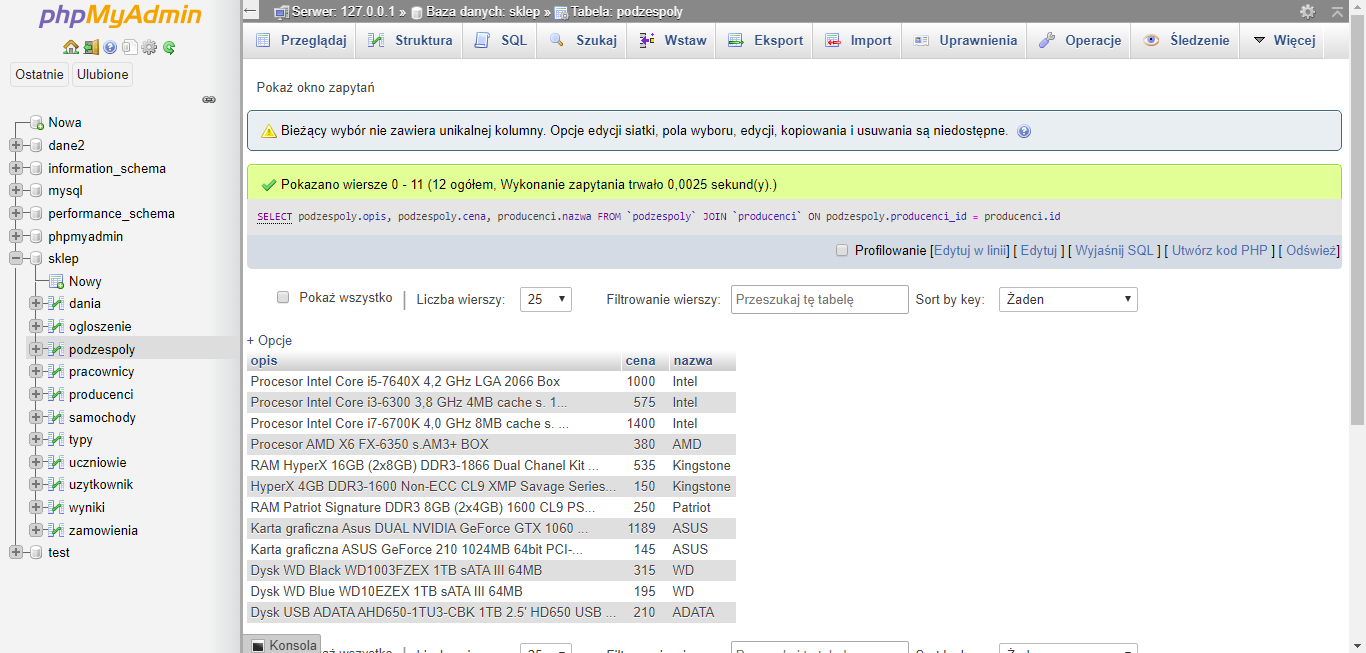 phpMyAdmin
Ostatnie Ulubione
Nowa
dane2
information_schema
mysql
performance_schema
phpmyadmin
sklep
Nowy
dania
ogloszenie
podzespoly
pracownicy
producenci
samochody
typy
uczniowie
uzytkownik
wyniki
zamowienia
test
Serwer: 127.0.0.1 » Baza danych: sklep » Tabela: podzespoly
Przeglądaj Struktura SQL Szukaj Wstaw Eksport Import Uprawnienia Operacje Śledzenie Więcej
Pokaż okno zapytań
Bieżący wybór nie zawiera unikalnej kolumny. Opcje edycji siatki, pola wyboru, edycji, kopiowania i usuwania są niedostępne.
Pokazano wiersze 0 - 11 (12 ogółem, Wykonanie zapytania trwało 0,0025 sekund(y).)
SELECT podzespoly.opis, podzespoly.cena, producenci.nazwa FROM `podzespoly` JOIN `producenci` ON podzespoly.producenci_id = producenci.id
Profilowanie [Edytuj w linii] [ Edytuj ] [ Wyjaśnij SQL ] [ Utwórz kod PHP ] [ Odśwież]
Pokaż wszystko | Liczba wierszy: 25 Filtrowanie wierszy: Przeszukaj tę tabelę Sort by key: Żaden
+ Opcje
opis cena nazwa
Procesor Intel Core i5-7640X 4,2 GHz LGA 2066 Box 1000 Intel
Procesor Intel Core i3-6300 3,8 GHz 4MB cache s. 1... 575 Intel
Procesor Intel Core i7-6700K 4,0 GHz 8MB cache s. ... 1400 Intel
Procesor AMD X6 FX-6350 s.AM3+ BOX 380 AMD
RAM HyperX 16GB (2x8GB) DDR3-1866 Dual Chanel Kit ... 535 Kingstone
HyperX 4GB DDR3-1600 Non-ECC CL9 XMP Savage Series... 150 Kingstone
RAM Patriot Signature DDR3 8GB (2x4GB) 1600 CL9 PS... 250 Patriot
Karta graficzna Asus DUAL NVIDIA GeForce GTX 1060 ... 1189 ASUS
Karta graficzna ASUS GeForce 210 1024MB 64bit PCI-... 145 ASUS
Dysk WD Black WD1003FZEX 1TB sATA III 64MB 315 WD
Dysk WD Blue WD10EZEX 1TB sATA III 64MB 195 WD
Dysk USB ADATA AHD650-1TU3-CBK 1TB 2.5' HD650 USB ... 210 ADATA
Konsola